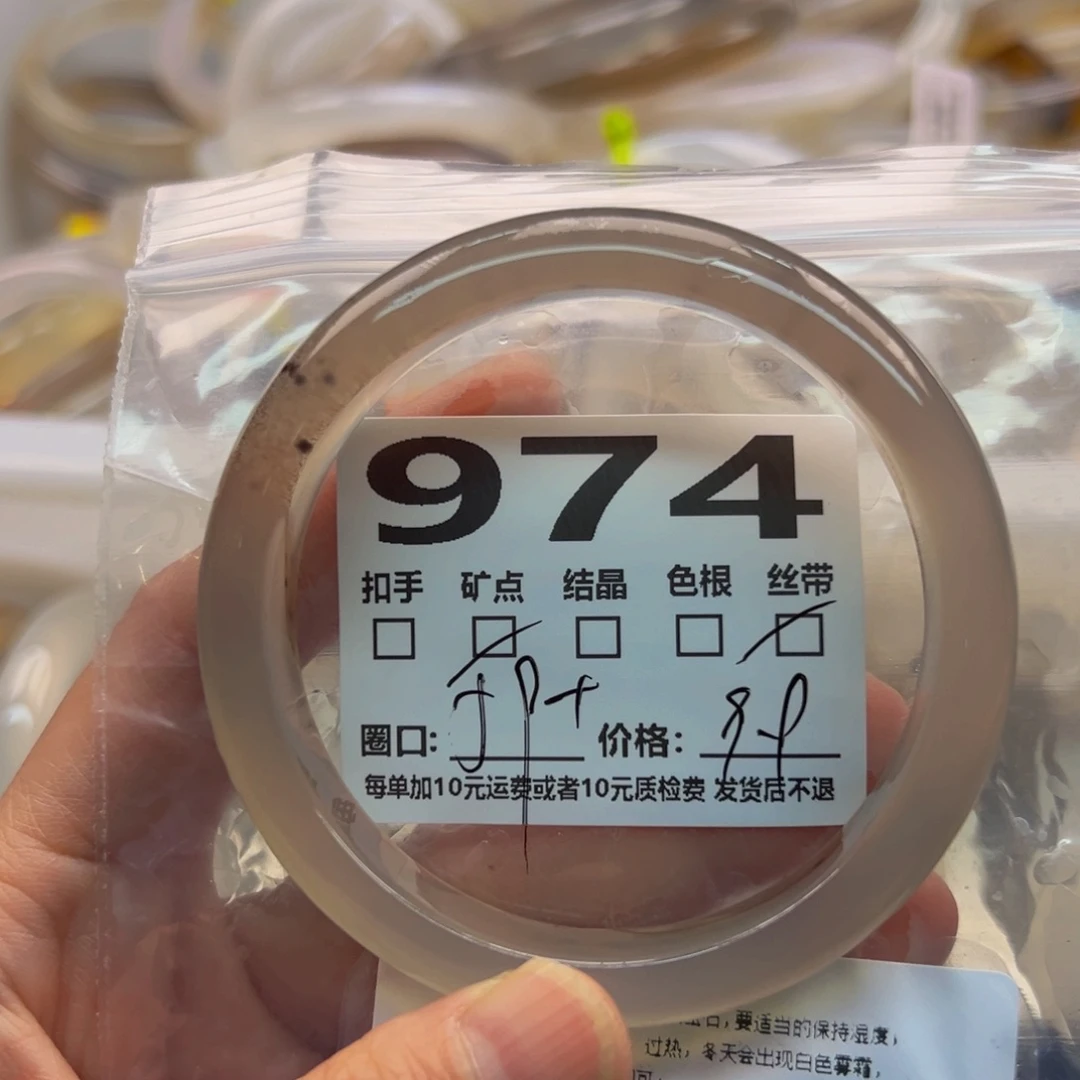 974
扣手 矿点 结晶 色根 丝带
圈口: 价格:
每单加10元运费或者10元质检费 发货后不退
,要适当的保持湿度,
过热,冬天会出现白色雾霜,